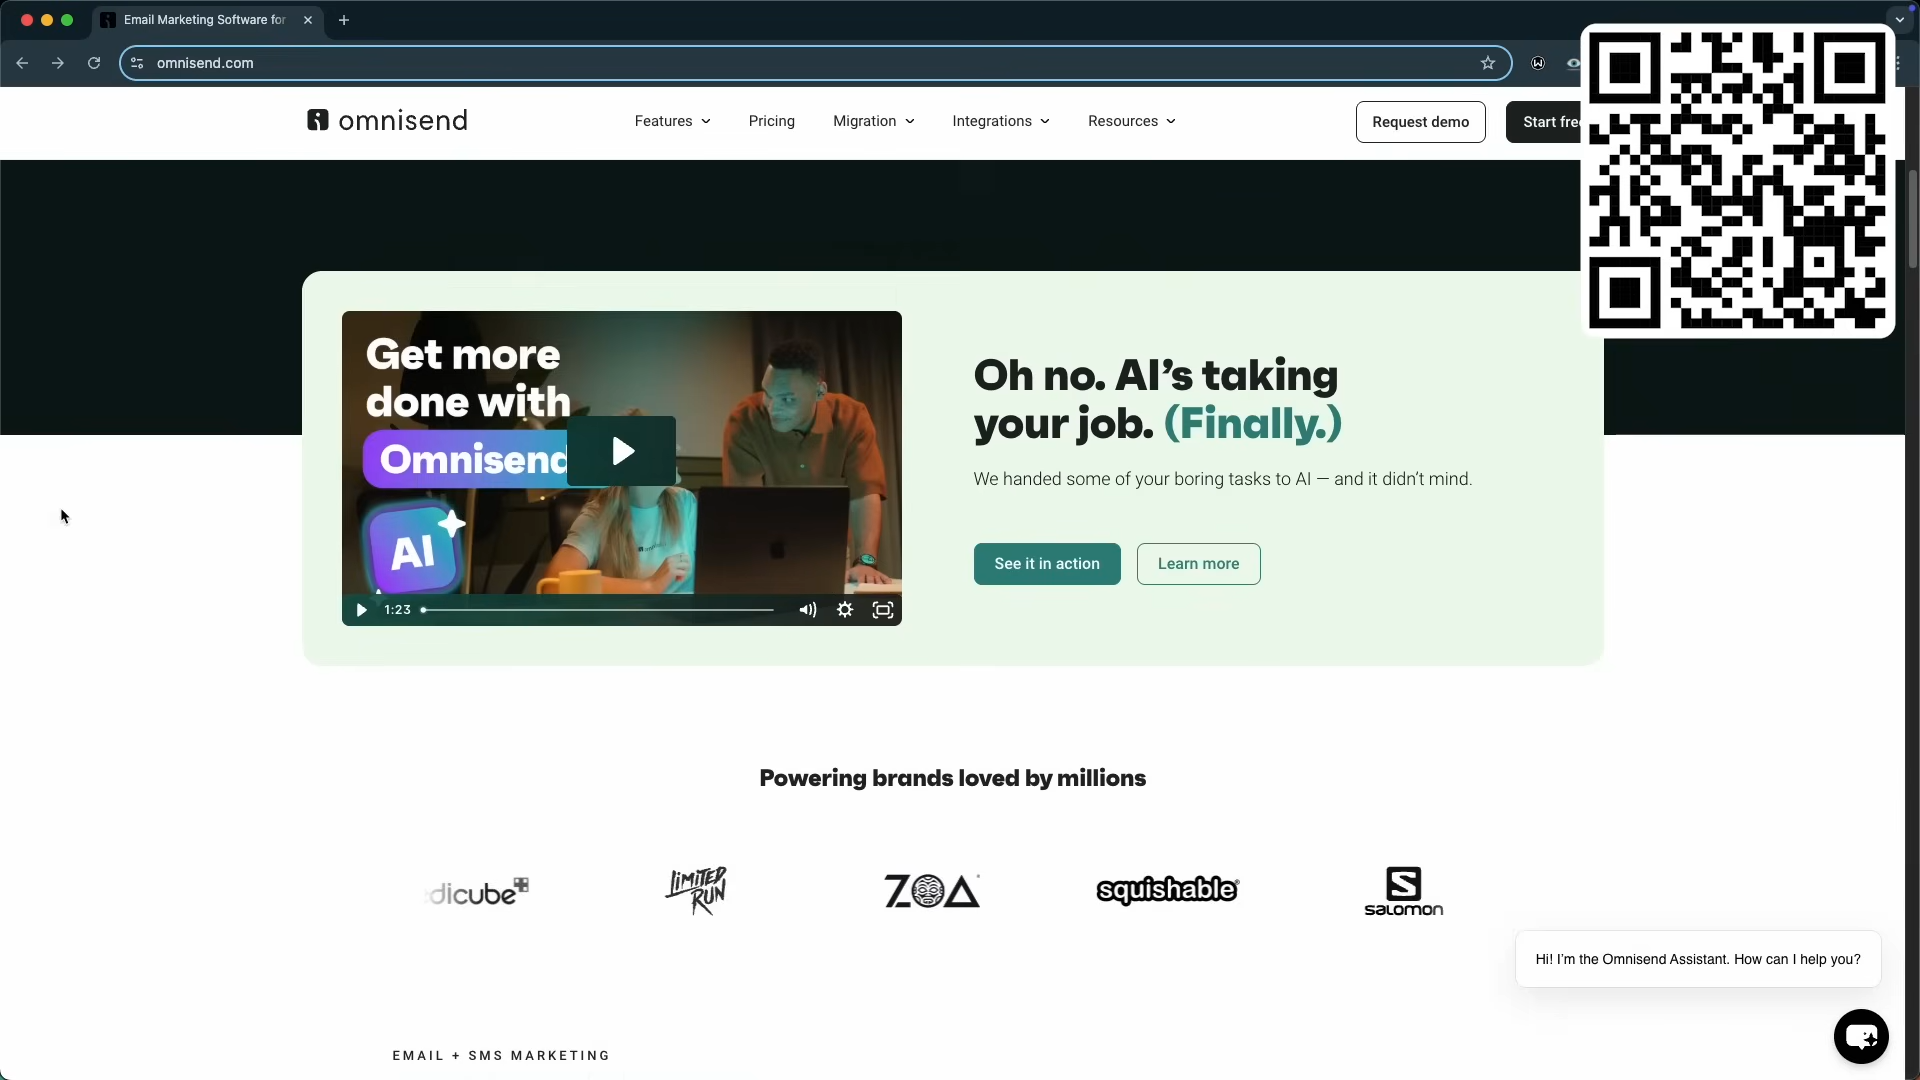 Email Marketing Software for
omnisend.com
omnisend
Features
Pricing
Migration
Integrations
Resources
Request demo
Start free
Get more
done with
Omnisend
AI
1:23
Oh no. AI’s taking
your job. (Finally.)
We handed some of your boring tasks to AI — and it didn’t mind.
See it in action
Learn more
Powering brands loved by millions
dicube
LIMITED
RUN
ZOA
squishable
SALOMON
Hi! I’m the Omnisend Assistant. How can I help you?
EMAIL + SMS MARKETING